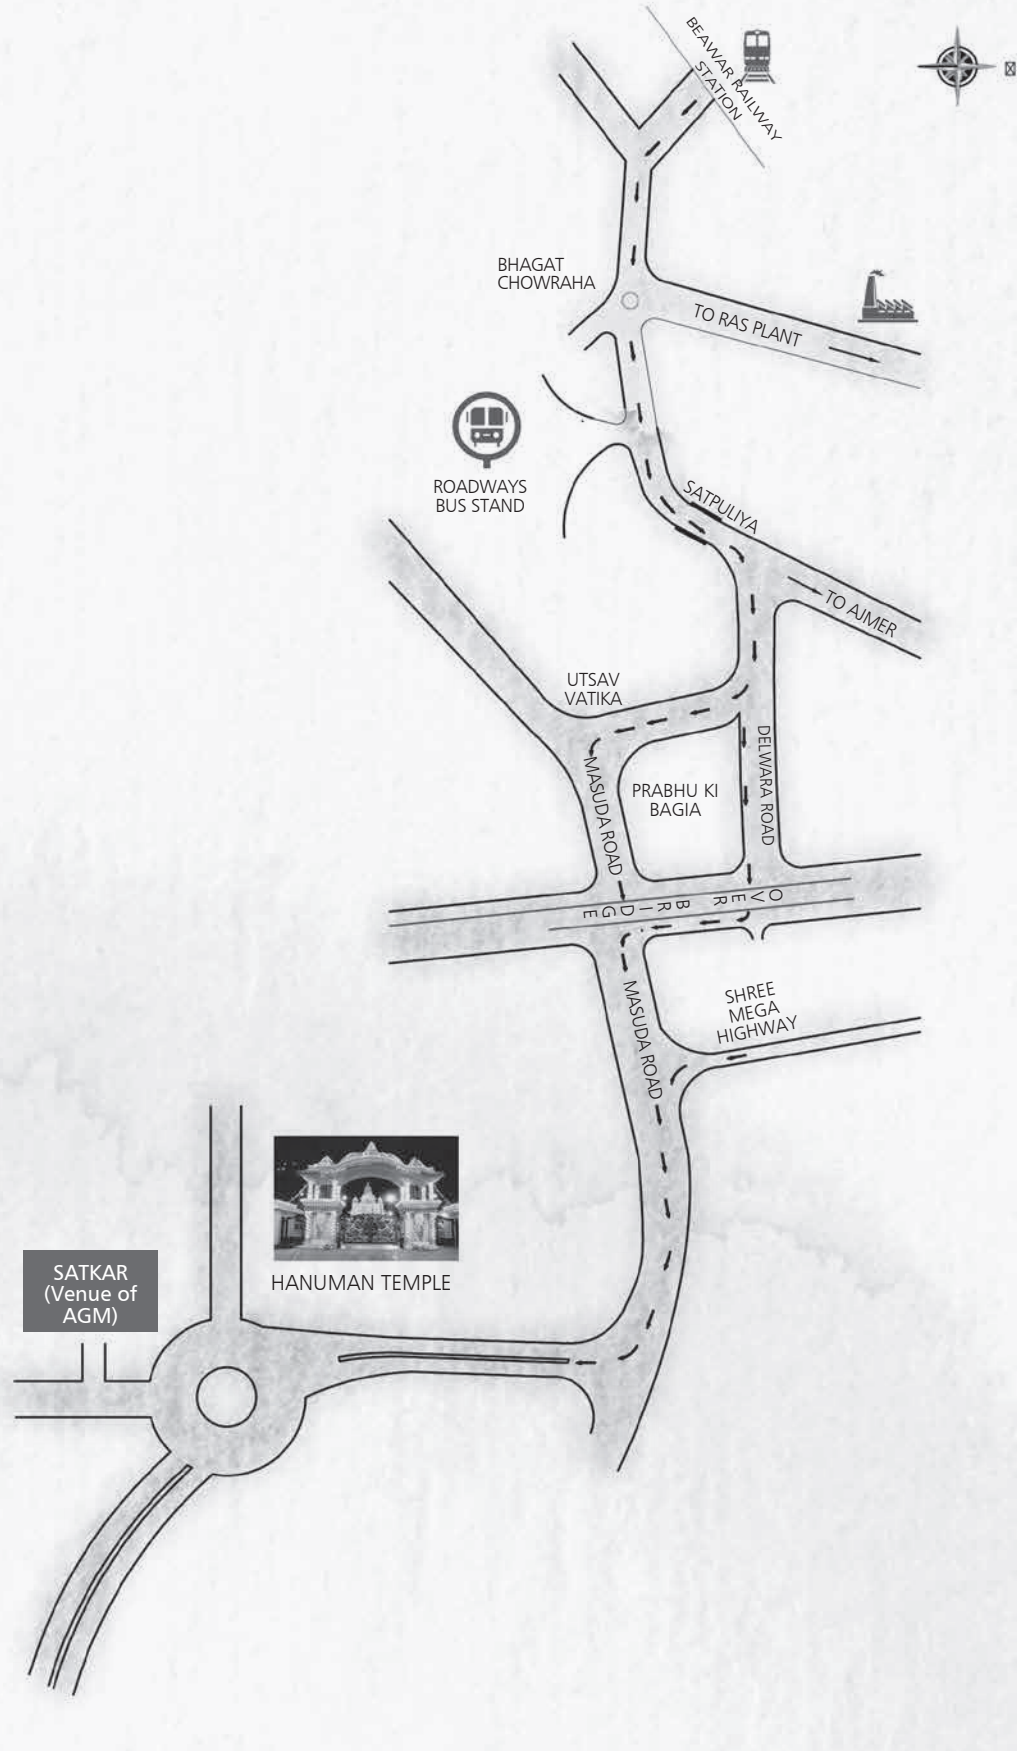 BEAWAR RAILWAY
STATION
BHAGAT
CHOWRAHA
TO RAS PLANT
ROADWAYS
BUS STAND
SATPULIYA
TO AJMER
UTSAV
VATIKA
DELWARA ROAD
MASUDA ROAD
PRABHU KI
BAGIA
OVER BRIDGE
MASUDA ROAD
SHREE
MEGA
HIGHWAY
HANUMAN TEMPLE
SATKAR
(Venue of
AGM)